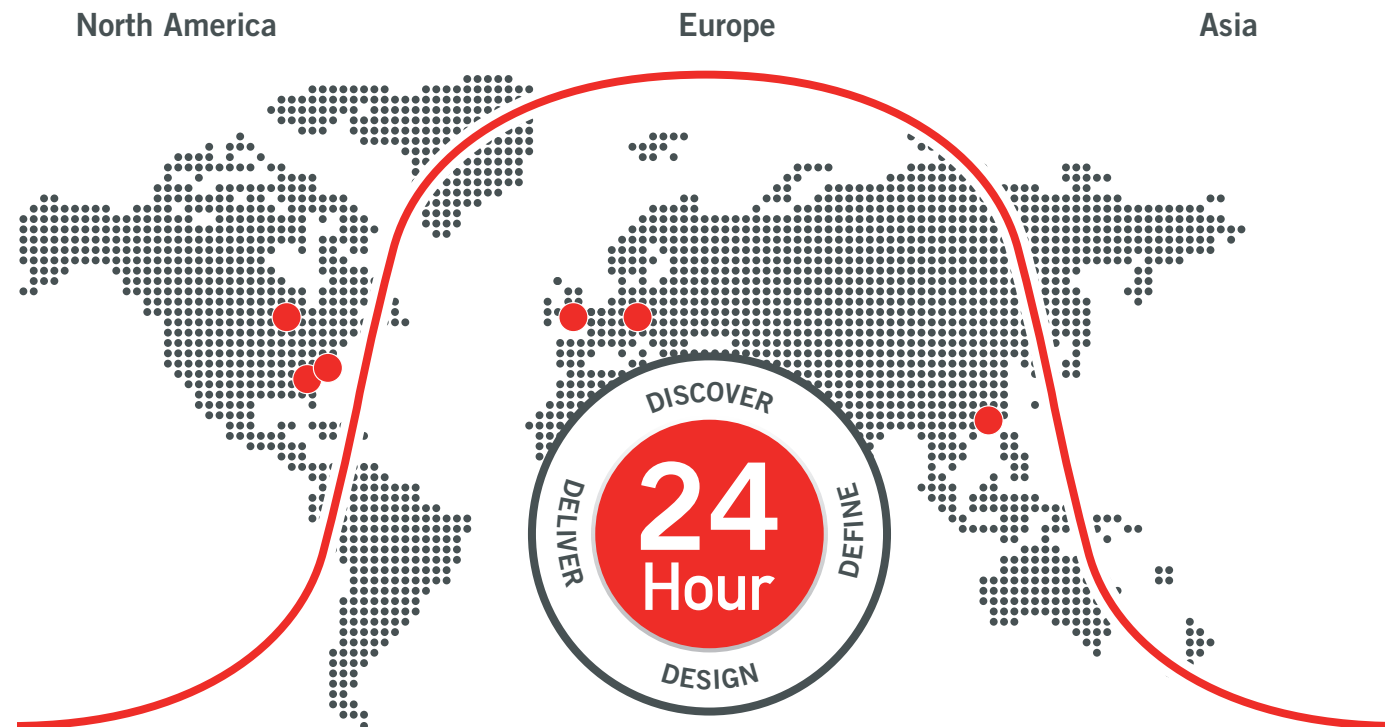 North America
Europe
Asia
DISCOVER
DEFINE
DESIGN
DELIVER
24
Hour